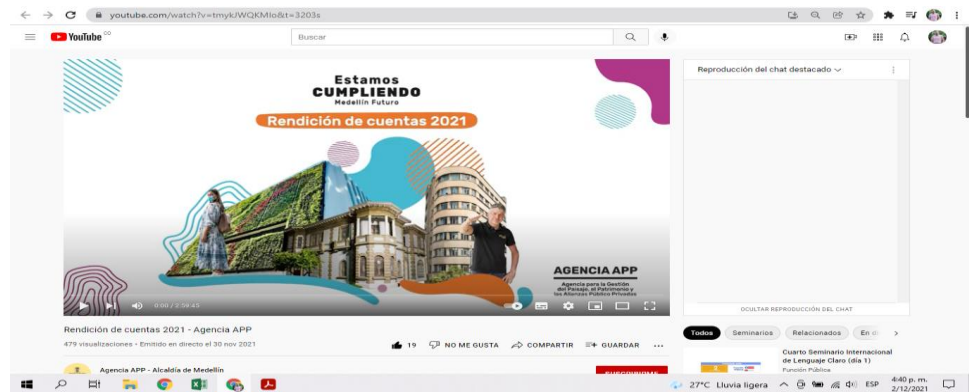 youtube.com/watch?v=tmykJWQKMIo&t=3203s
YouTube CO
Buscar
Estamos
CUMPLIENDO
Medellín Futuro
Rendición de cuentas 2021
AGENCIA APP
Agencia para la Gestión
del Paisaje, el Patrimonio y
las Alianzas Público Privadas
0:00 / 2:59:45
Rendición de cuentas 2021 - Agencia APP
479 visualizaciones • Emitido en directo el 30 nov 2021
19 NO ME GUSTA COMPARTIR GUARDAR ...
Agencia APP - Alcaldía de Medellín
SUSCRIBIRME
Reproducción del chat destacado
OCULTAR REPRODUCCIÓN DEL CHAT
Todos Seminarios Relacionados En
Cuarto Seminario Internacional
de Lenguaje Claro (día 1)
Función Pública
27°C Lluvia ligera ESP 4:40 p. m.
2/12/2021